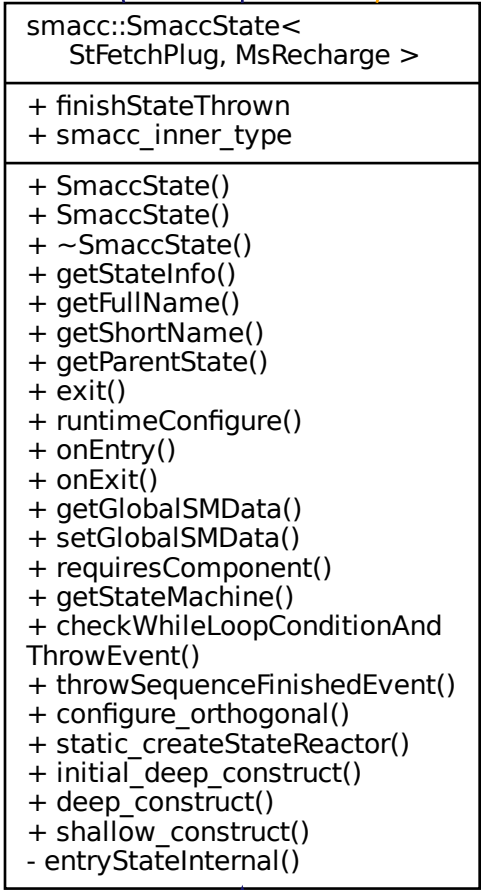 smacc::SmaccState<
StFetchPlug, MsRecharge >
+ finishStateThrown
+ smacc_inner_type
+ SmaccState()
+ SmaccState()
+ ~SmaccState()
+ getStateInfo()
+ getFullName()
+ getShortName()
+ getParentState()
+ exit()
+ runtimeConfigure()
+ onEntry()
+ onExit()
+ getGlobalSMData()
+ setGlobalSMData()
+ requiresComponent()
+ getStateMachine()
+ checkWhileLoopConditionAnd
ThrowEvent()
+ throwSequenceFinishedEvent()
+ configure_orthogonal()
+ static_createStateReactor()
+ initial_deep_construct()
+ deep_construct()
+ shallow_construct()
- entryStateInternal()